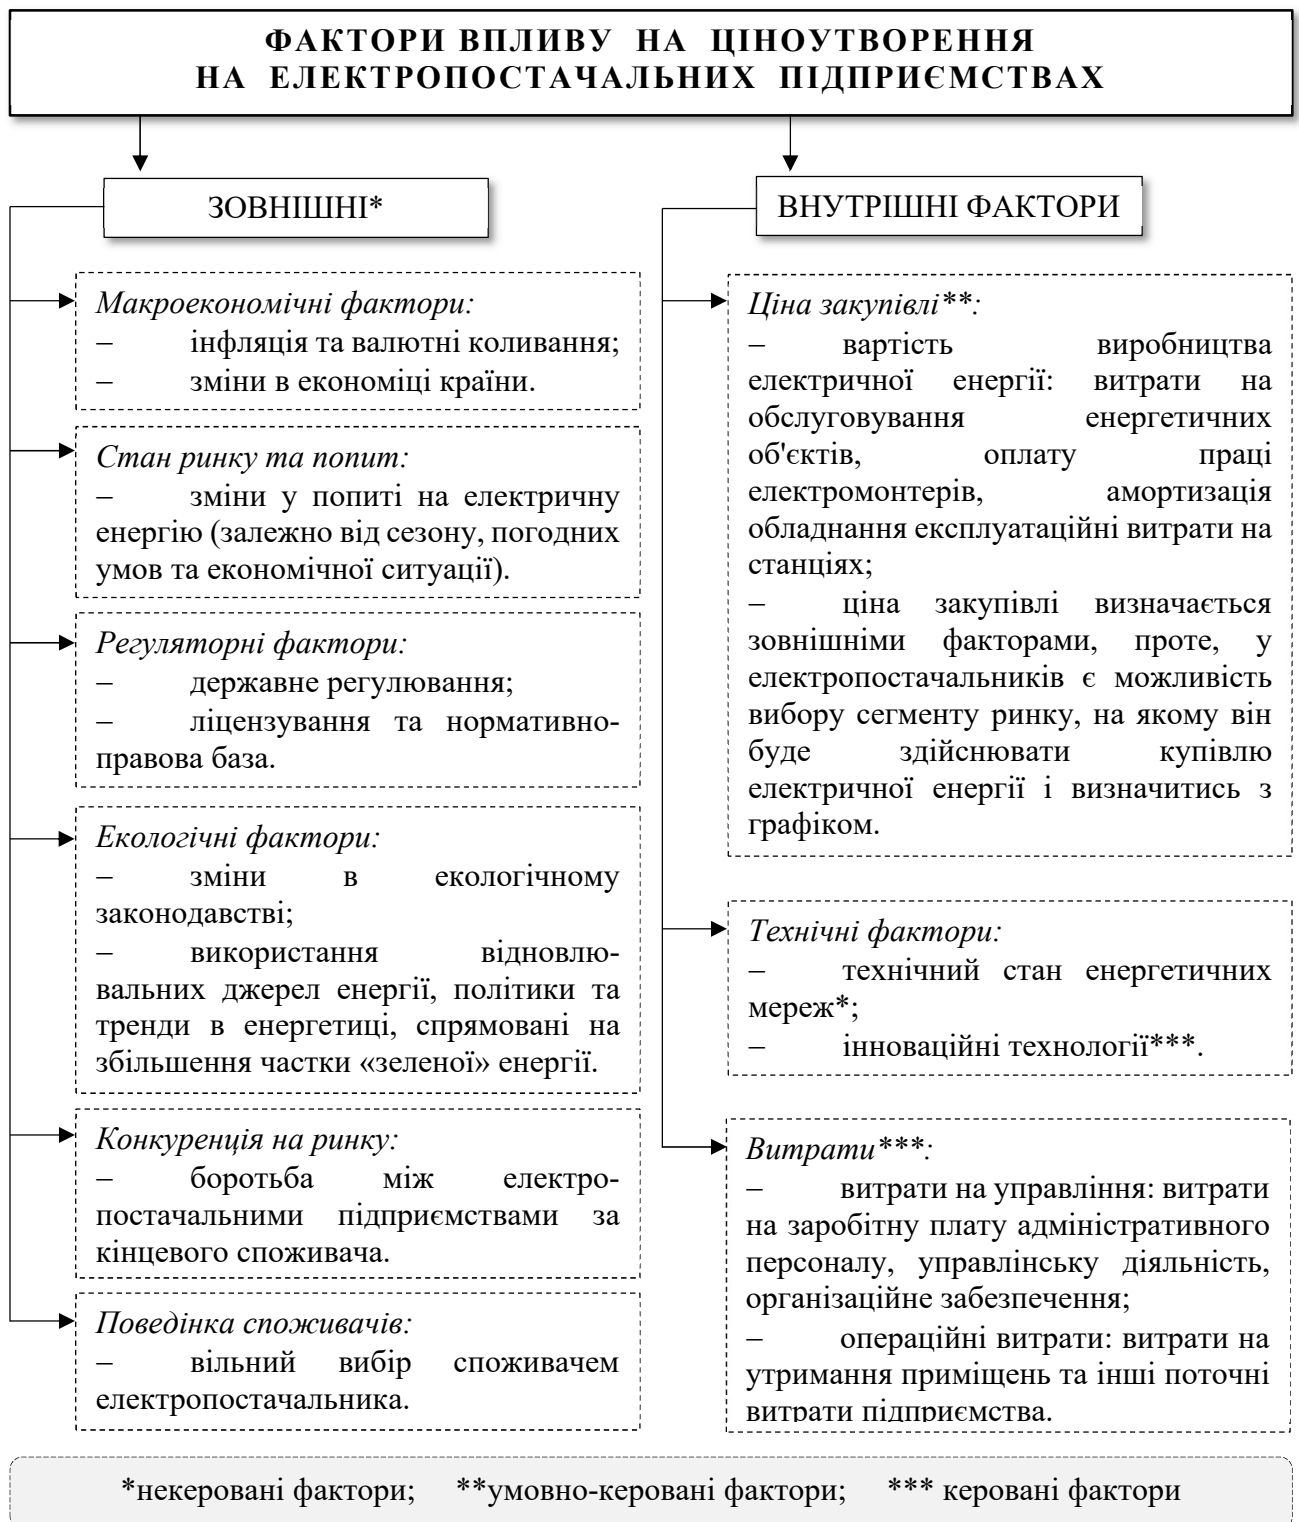 ФАКТОРИ ВПЛИВУ НА ЦІНОУТВОРЕННЯ
НА ЕЛЕКТРОПОСТАЧАЛЬНИХ ПІДПРИЄМСТВАХ
ЗОВНІШНІ*
Макроекономічні фактори:
– інфляція та валютні коливання;
– зміни в економіці країни.
Стан ринку та попит:
– зміни у попиті на електричну
енергію (залежно від сезону, погодних
умов та економічної ситуації).
Регуляторні фактори:
– державне регулювання;
– ліцензування та нормативно-
правова база.
Екологічні фактори:
– зміни в екологічному
законодавстві;
– використання відновлю-
вальних джерел енергії, політики та
тренди в енергетиці, спрямовані на
збільшення частки «зеленої» енергії.
Конкуренція на ринку:
– боротьба між електро-
постачальними підприємствами за
кінцевого споживача.
Поведінка споживачів:
– вільний вибір споживачем
електропостачальника.
ВНУТРІШНІ ФАКТОРИ
Ціна закупівлі**:
– вартість виробництва
електричної енергії: витрати на
обслуговування енергетичних
об'єктів, оплату праці
електромонтерів, амортизація
обладнання експлуатаційні витрати на
станціях;
– ціна закупівлі визначається
зовнішніми факторами, проте, у
електропостачальників є можливість
вибору сегменту ринку, на якому він
буде здійснювати купівлю
електричної енергії і визначитись з
графіком.
Технічні фактори:
– технічний стан енергетичних
мереж*;
– інноваційні технології***.
Витрати***:
– витрати на управління: витрати
на заробітну плату адміністративного
персоналу, управлінську діяльність,
організаційне забезпечення;
– операційні витрати: витрати на
утримання приміщень та інші поточні
витрати підприємства.
*некеровані фактори; **умовно-керовані фактори; *** керовані фактори